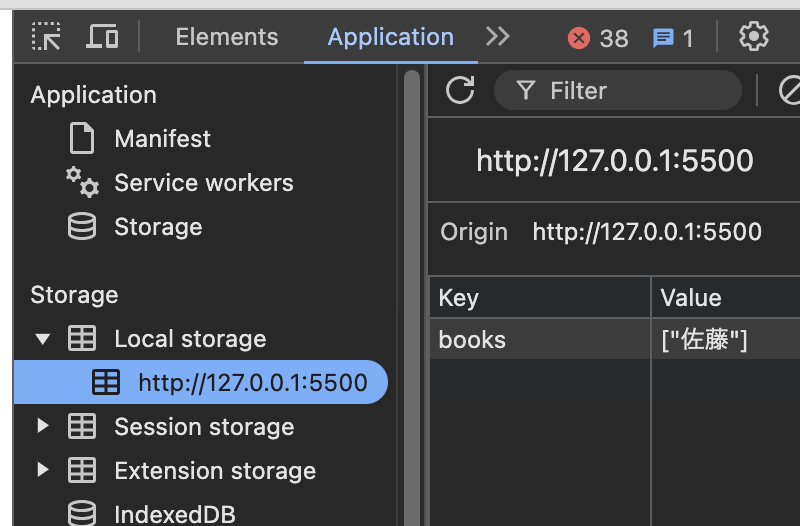 Elements Application 38 1
Application
Manifest
Service workers
Storage
Storage
Local storage
http://127.0.0.1:5500
Session storage
Extension storage
IndexedDB
Filter
http://127.0.0.1:5500
Origin http://127.0.0.1:5500
Key Value
books ["佐藤"]